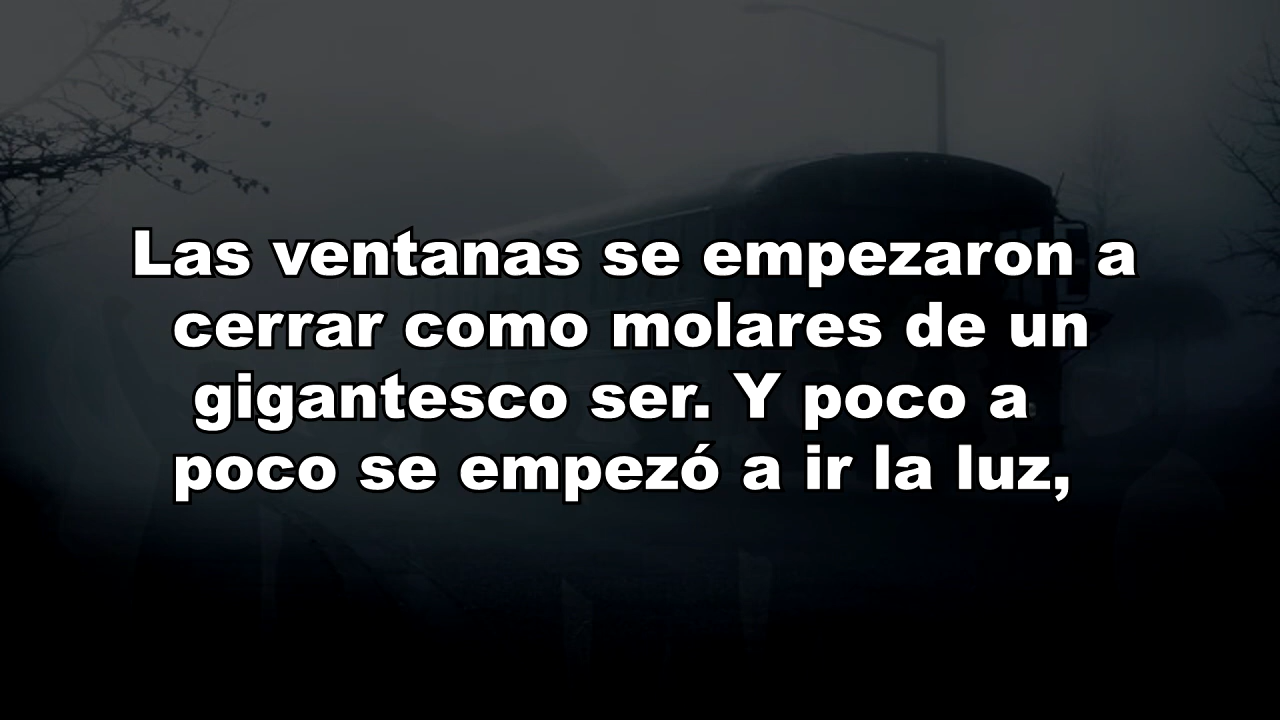 Las ventanas se empezaron a
cerrar como molares de un
gigantesco ser. Y poco a
poco se empezó a ir la luz,